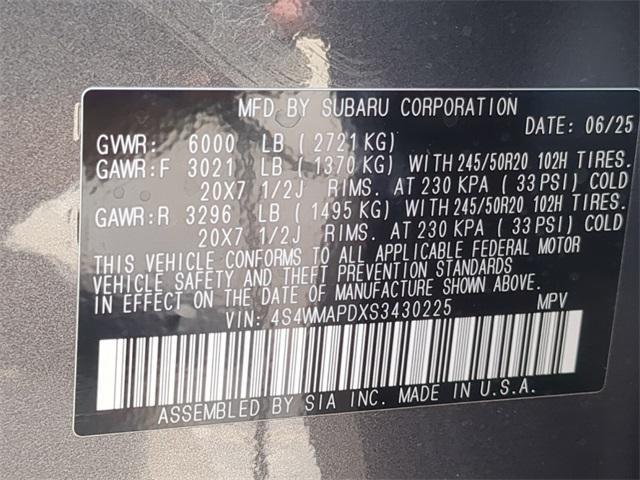 MFD BY SUBARU CORPORATION
DATE: 06/25
GVWR: 6000 LB ( 2721 KG)
GAWR:F 3021 LB ( 1370 KG) WITH 245/50R20 102H TIRES.
20X7 1/2J RIMS. AT 230 KPA ( 33 PSI) COLD
GAWR:R 3296 LB ( 1495 KG) WITH 245/50R20 102H TIRES.
20X7 1/2J RIMS. AT 230 KPA ( 33 PSI) COLD
THIS VEHICLE CONFORMS TO ALL APPLICABLE FEDERAL MOTOR
VEHICLE SAFETY AND THEFT PREVENTION STANDARDS
IN EFFECT ON THE DATE OF MANUFACTURE SHOWN ABOVE.
VIN: 4S4WMAPDXS3430225 MPV
ASSEMBLED BY SIA INC. MADE IN U.S.A.